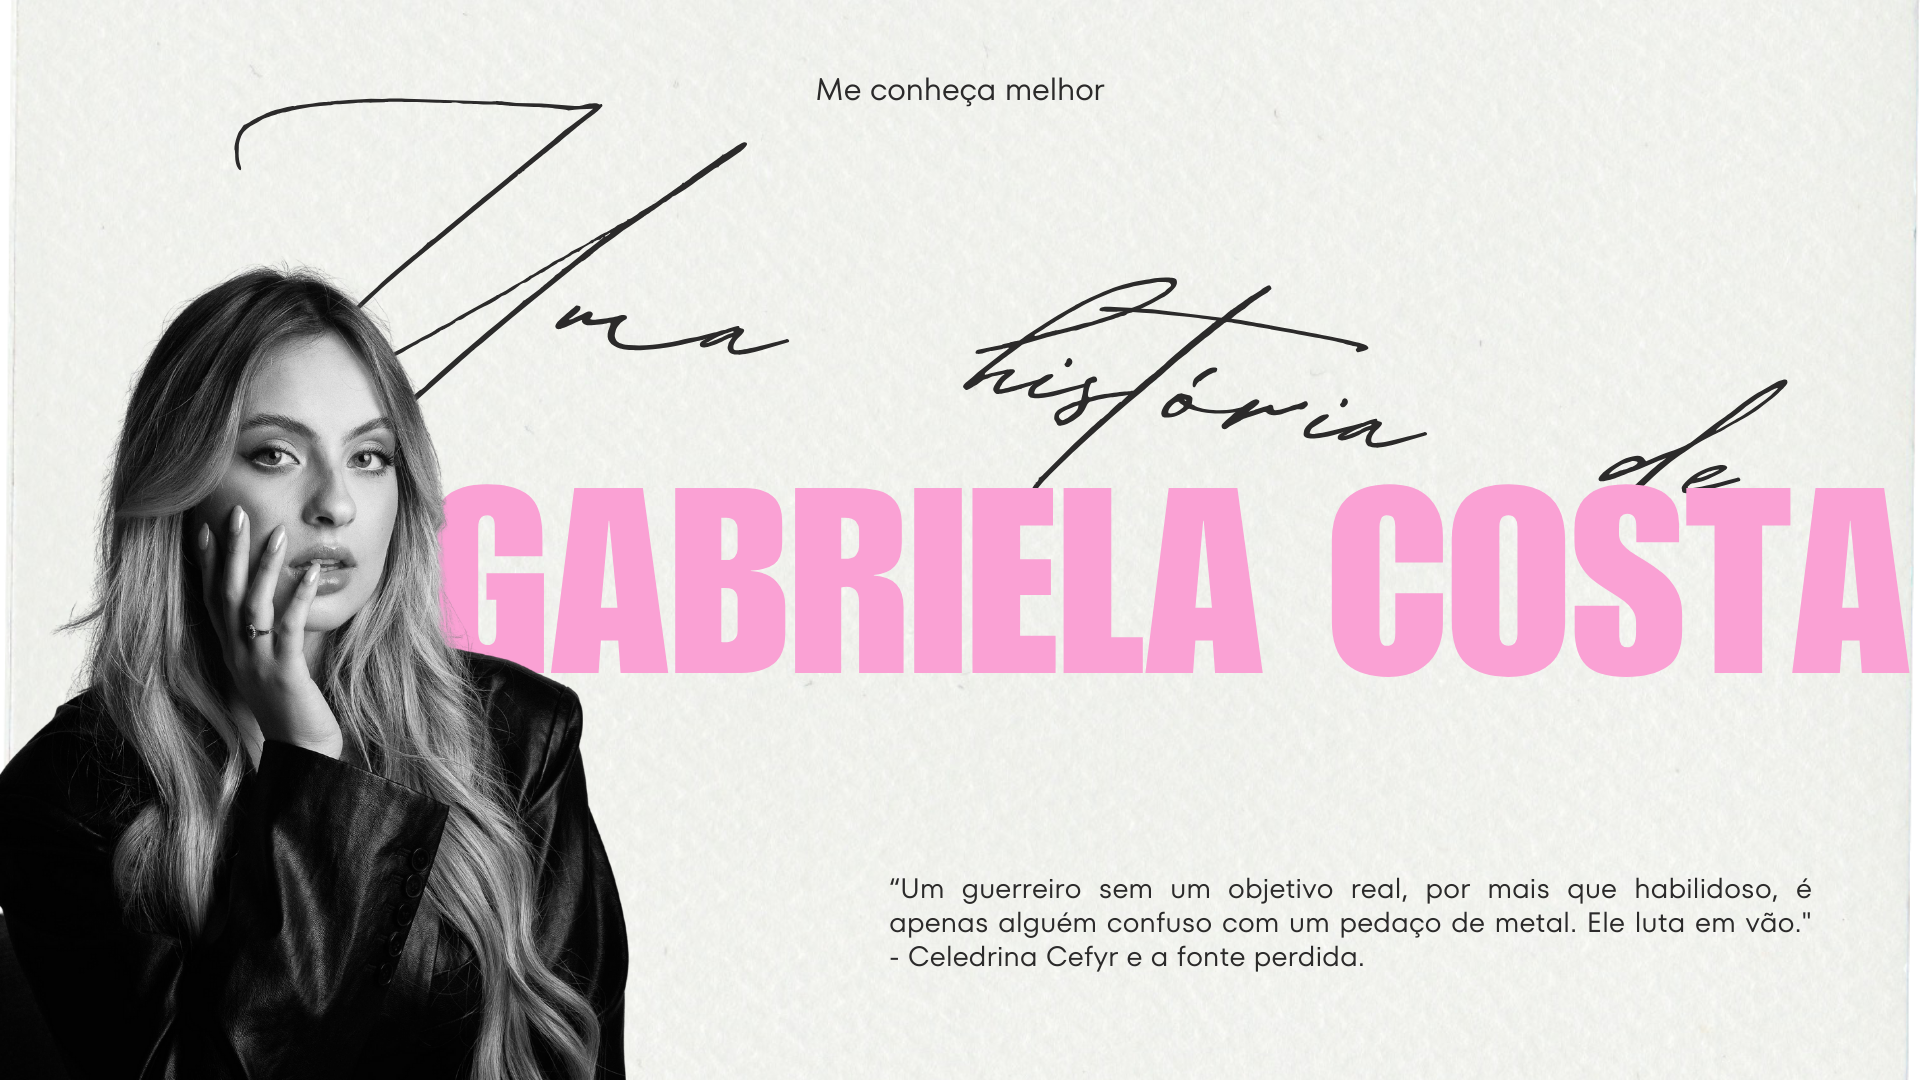 Me conheça melhor
Uma história de
GABRIELA COSTA
“Um guerreiro sem um objetivo real, por mais que habilidoso, é
apenas alguém confuso com um pedaço de metal. Ele luta em vão."
- Celedrina Cefyr e a fonte perdida.